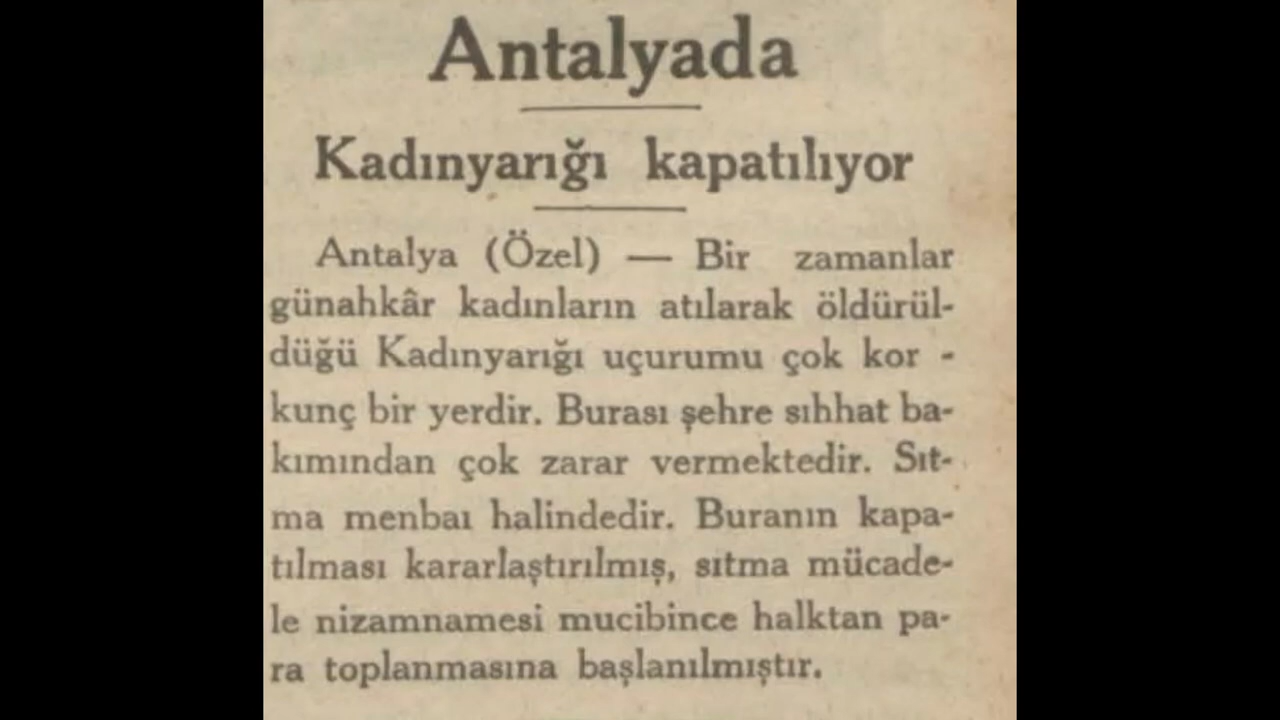 Antalyada
Kadınyarığı kapatılıyor
Antalya (Özel) — Bir zamanlar
günahkâr kadınların atılarak öldürül-
düğü Kadınyarığı uçurumu çok kor -
kunç bir yerdir. Burası şehre sıhhat ba-
kımından çok zarar vermektedir. Sıt-
ma menbaı halindedir. Buranın kapa-
tılması kararlaştırılmış, sıtma mücade-
le nizamnamesi mucibince halktan pa-
ra toplanmasına başlanılmıştır.